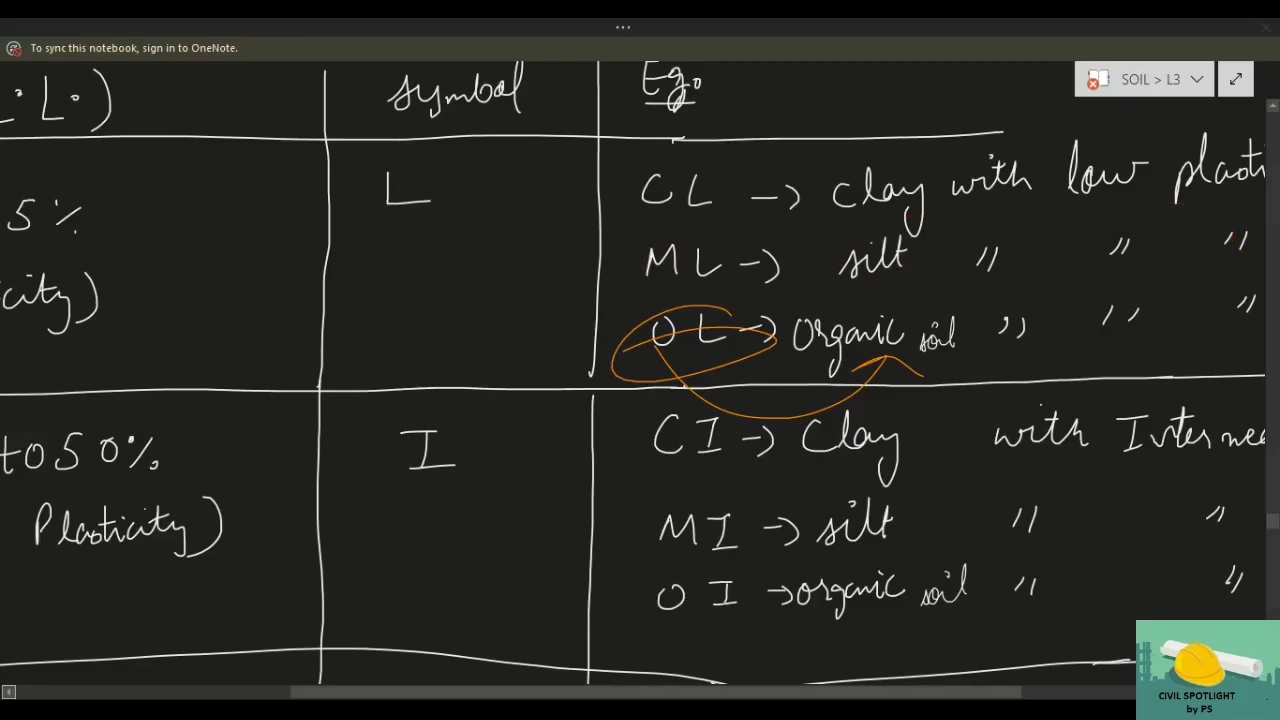 To sync this notebook, sign in to OneNote.
SOIL > L3
. L. )
Symbol
Eg.
5 %
city)
L
CL -> Clay with low plasti
ML -> silt " " "
OL -> Organic soil " " "
to 50%
Plasticity)
I
CI -> Clay with Interme
MI -> silt " "
OI -> organic soil " "
CIVIL SPOTLIGHT
by PS